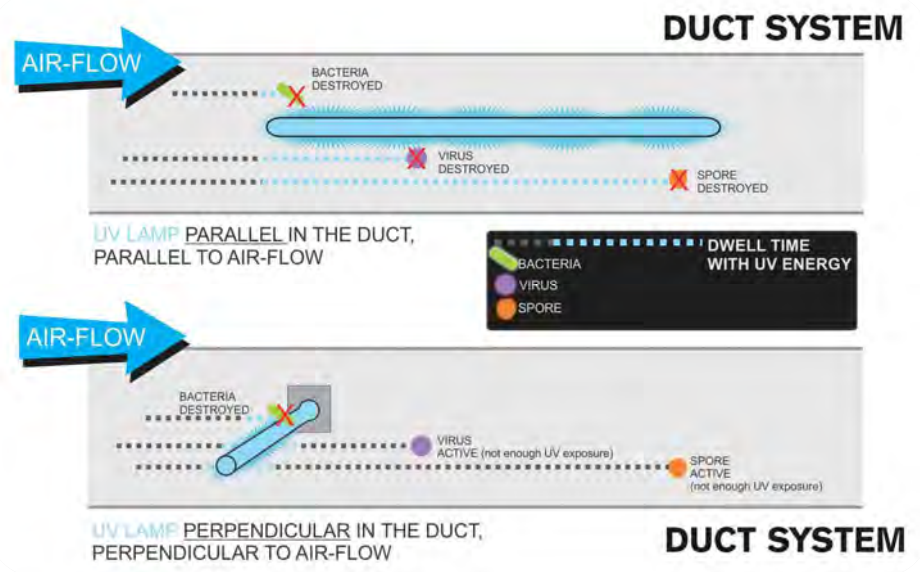 DUCT SYSTEM
AIR-FLOW
BACTERIA
DESTROYED
VIRUS
DESTROYED
SPORE
DESTROYED
UV LAMP PARALLEL IN THE DUCT,
PARALLEL TO AIR-FLOW
DWELL TIME
WITH UV ENERGY
BACTERIA
VIRUS
SPORE
AIR-FLOW
BACTERIA
DESTROYED
VIRUS
ACTIVE (not enough UV exposure)
SPORE
ACTIVE
(not enough UV exposure)
UV LAMP PERPENDICULAR IN THE DUCT,
PERPENDICULAR TO AIR-FLOW
DUCT SYSTEM